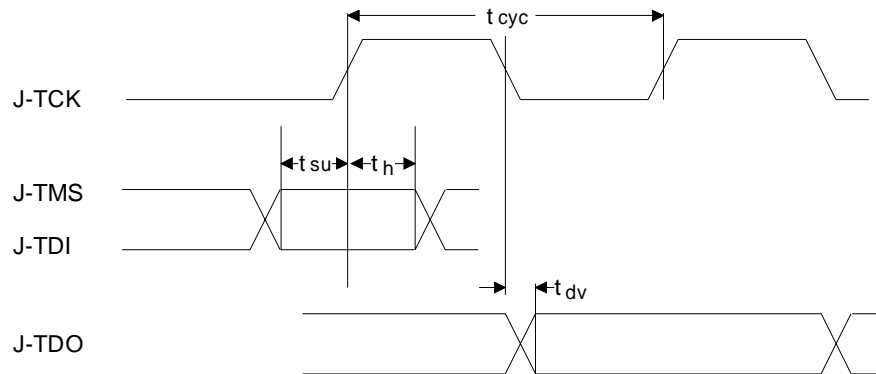 t cyc
J-TCK
t su
t h
J-TMS
J-TDI
t dv
J-TDO